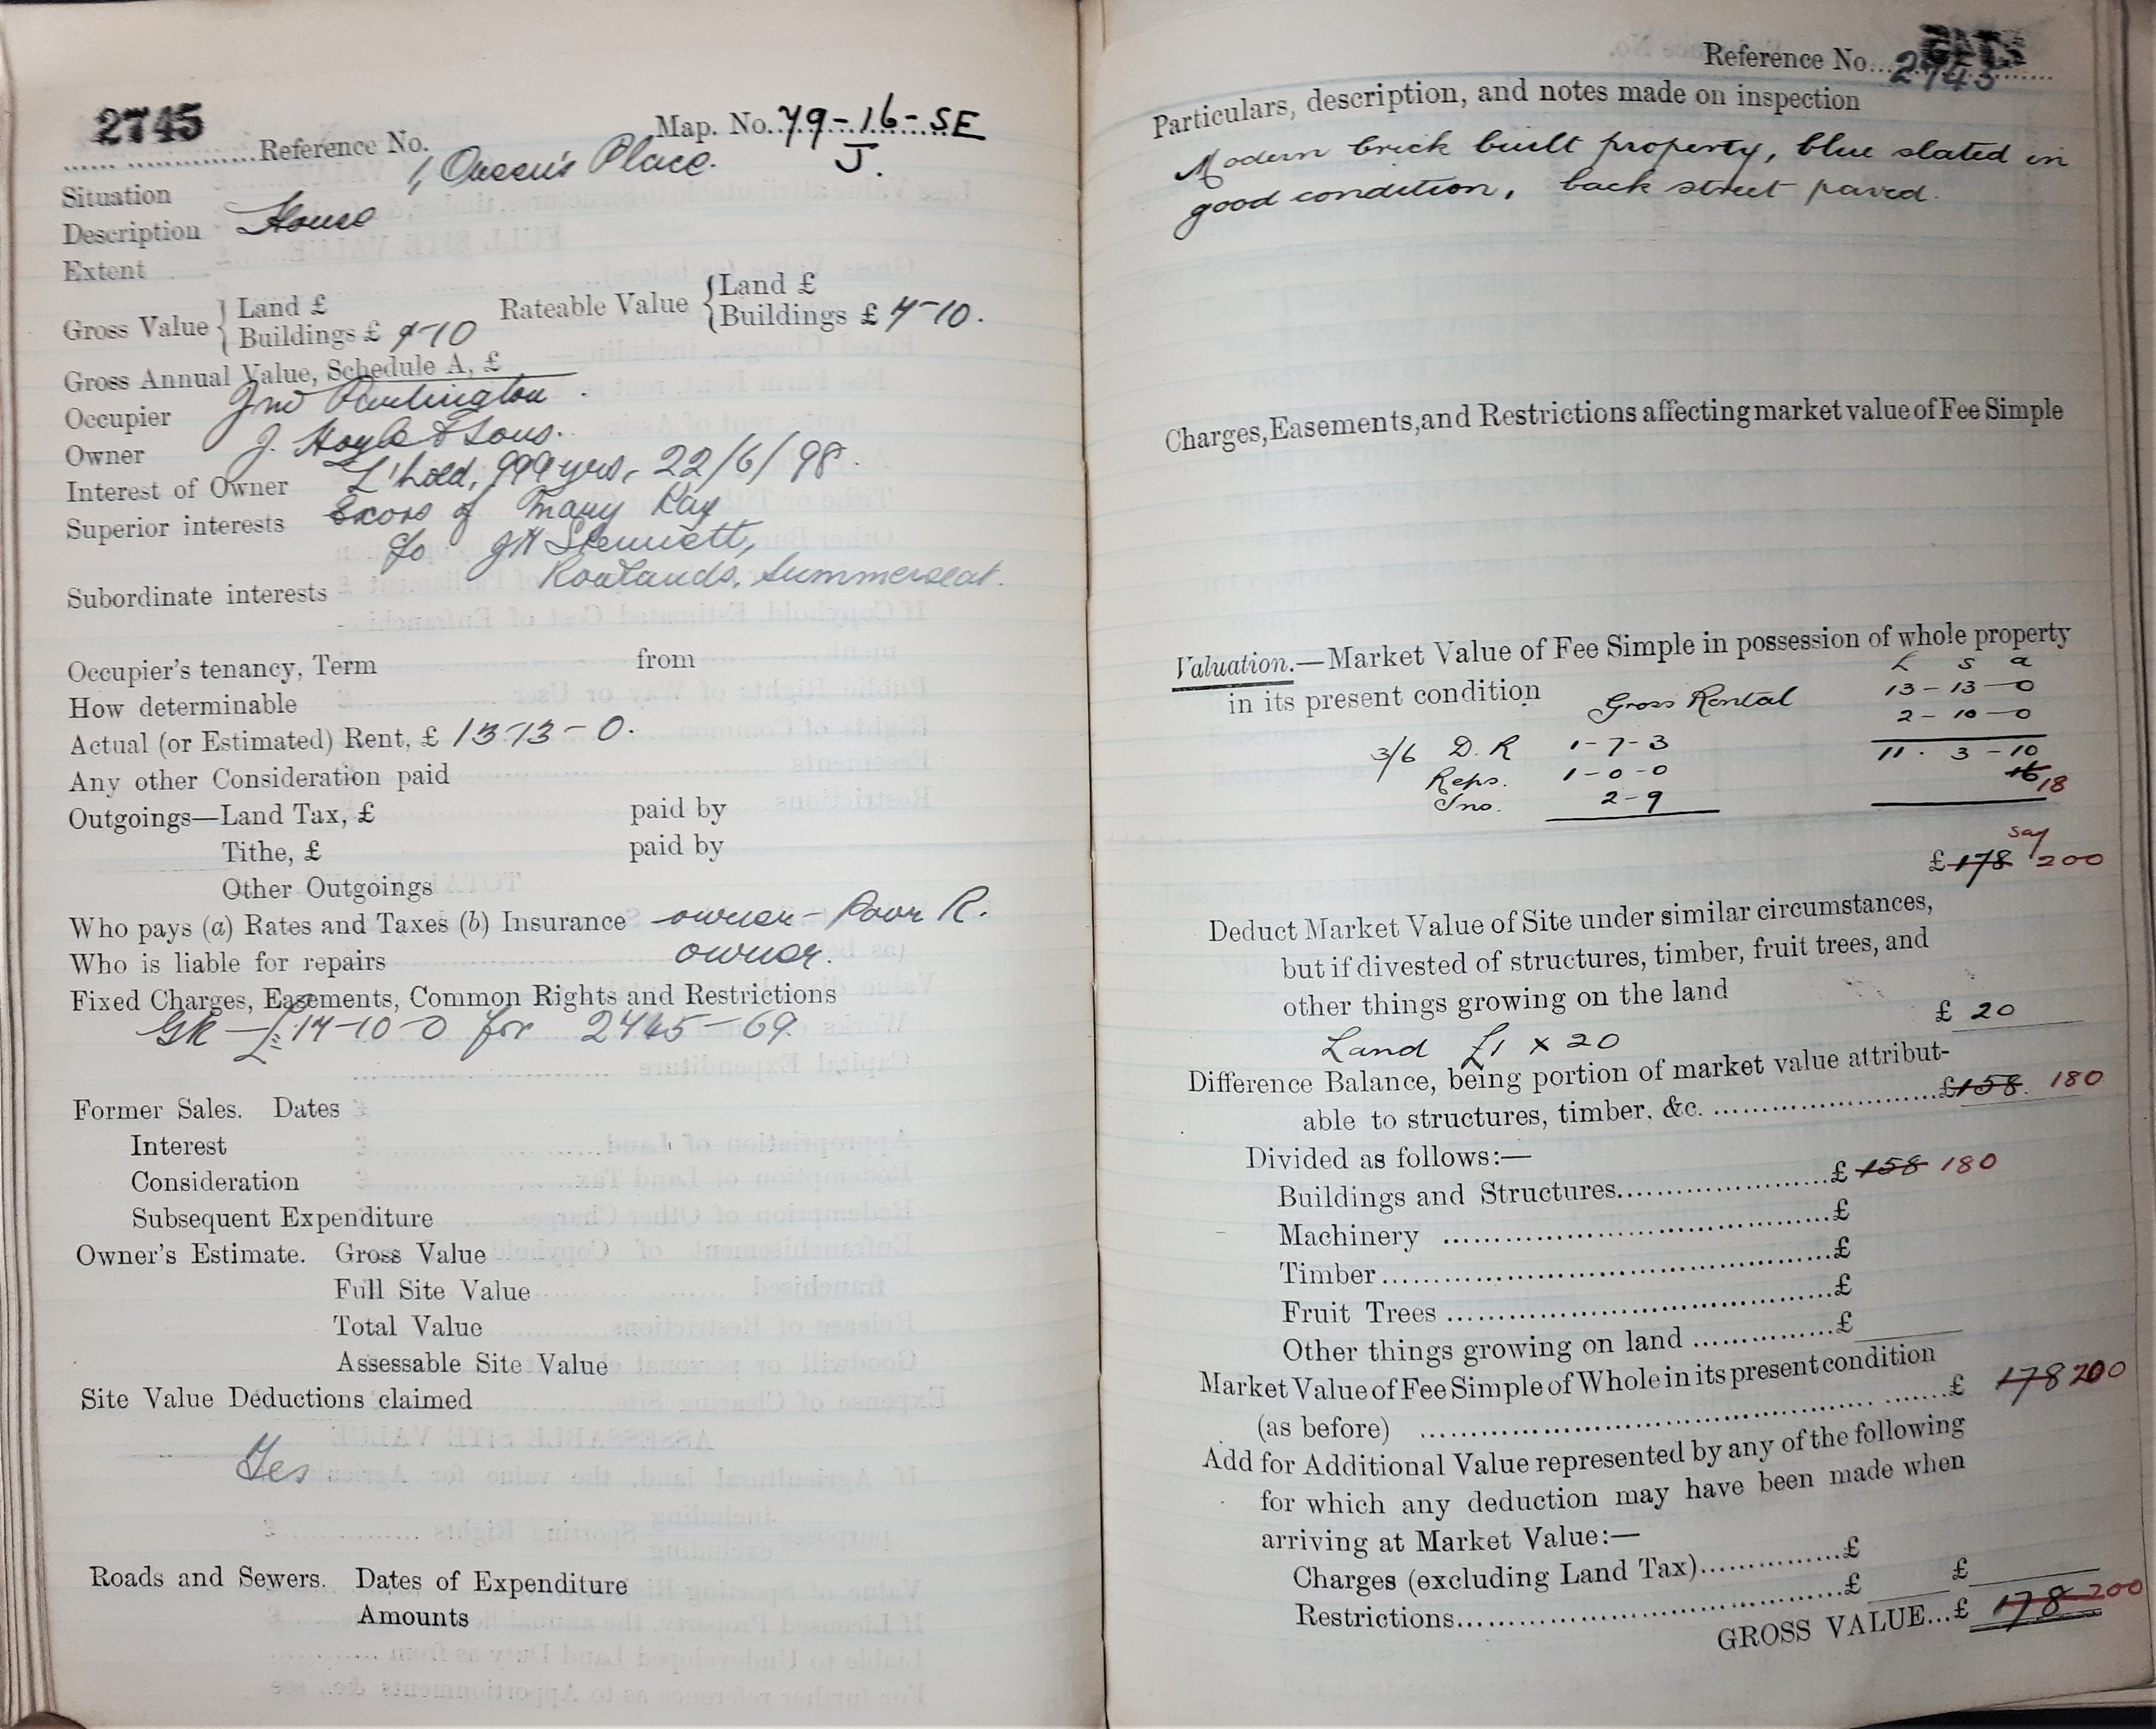 2745 Reference No. Map. No. 79-16-SE
J.
Situation 1, Queen's Place.
Description House
Extent
Gross Value { Land £ Rateable Value { Land £
Buildings £ 4-10 Buildings £ 4-10.
Gross Annual Value, Schedule A, £
Occupier Jno Partington
Owner J. Hoyle & Sons.
Interest of Owner L'hold, 999 yrs, 22/6/98.
Superior interests Exors of Mary Kay
c/o JH Stennett,
Rowlands, Summerseat.
Subordinate interests
Occupier's tenancy, Term from
How determinable
Actual (or Estimated) Rent, £ 13-13-0.
Any other Consideration paid
Outgoings—Land Tax, £ paid by
Tithe, £ paid by
Other Outgoings
Who pays (a) Rates and Taxes (b) Insurance owner - Poor R.
Who is liable for repairs owner.
Fixed Charges, Easements, Common Rights and Restrictions
£14-10-0 for 2745-69.
Former Sales. Dates
Interest
Consideration
Subsequent Expenditure
Owner's Estimate. Gross Value
Full Site Value
Total Value
Assessable Site Value
Site Value Deductions claimed
Yes
Roads and Sewers. Dates of Expenditure
Amounts
Reference No. 2745
Particulars, description, and notes made on inspection
Modern brick built property, blue slated in
good condition, back street paved.
Charges, Easements, and Restrictions affecting market value of Fee Simple
Valuation.—Market Value of Fee Simple in possession of whole property
£ s d
in its present condition Gross Rental 13-13-0
2-10-0
3/6 D.R 1-7-3 11. 3-10
Reps. 1-0-0 16 18
Ins. 2-9
say
£ 178 200
Deduct Market Value of Site under similar circumstances,
but if divested of structures, timber, fruit trees, and
other things growing on the land £ 20
Land £1 x 20
Difference Balance, being portion of market value attribut-
able to structures, timber, &c. £158. 180
Divided as follows:—
Buildings and Structures £ 158 180
Machinery £
Timber £
Fruit Trees £
Other things growing on land £
Market Value of Fee Simple of Whole in its present condition
(as before) £ 178 200
Add for Additional Value represented by any of the following
for which any deduction may have been made when
arriving at Market Value:—
Charges (excluding Land Tax) £
Restrictions £ £
GROSS VALUE...£ 178 200